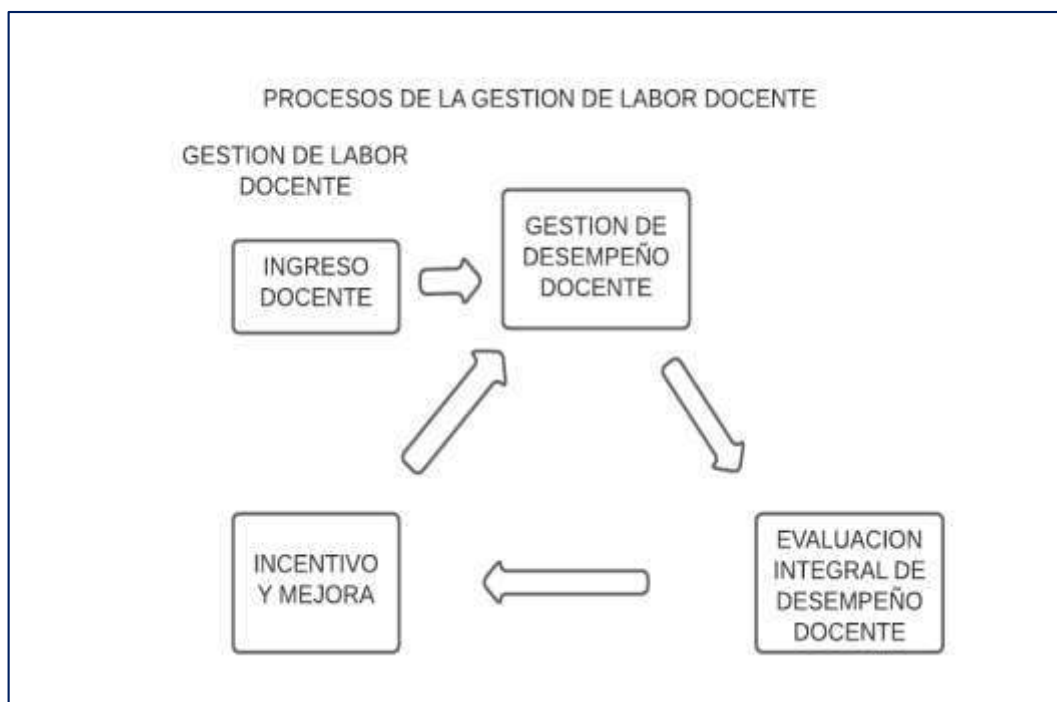 PROCESOS DE LA GESTION DE LABOR DOCENTE
GESTION DE LABOR
DOCENTE
INGRESO
DOCENTE
GESTION DE
DESEMPEÑO
DOCENTE
INCENTIVO
Y MEJORA
EVALUACION
INTEGRAL DE
DESEMPEÑO
DOCENTE